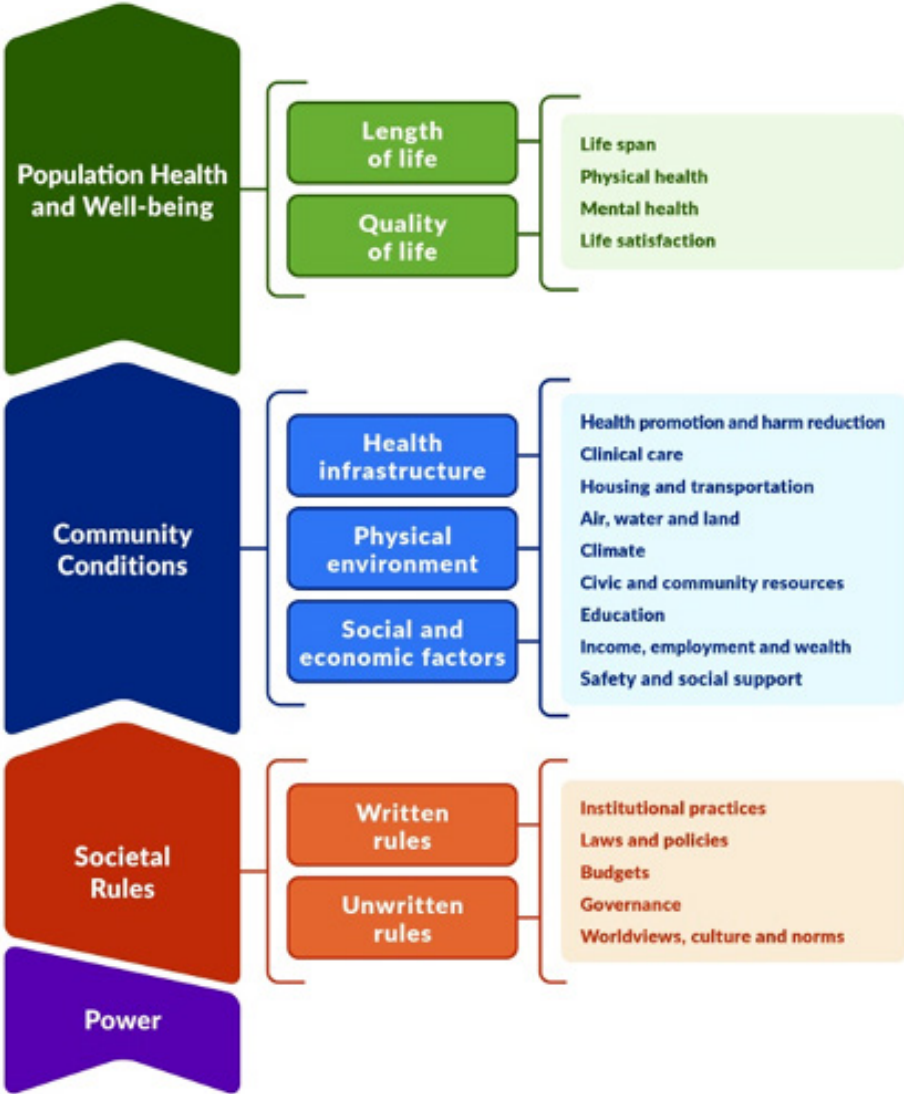 Population Health
and Well-being
Length
of life
Quality
of life
Life span
Physical health
Mental health
Life satisfaction
Community
Conditions
Health
infrastructure
Physical
environment
Social and
economic factors
Health promotion and harm reduction
Clinical care
Housing and transportation
Air, water and land
Climate
Civic and community resources
Education
Income, employment and wealth
Safety and social support
Societal
Rules
Written
rules
Unwritten
rules
Institutional practices
Laws and policies
Budgets
Governance
Worldviews, culture and norms
Power